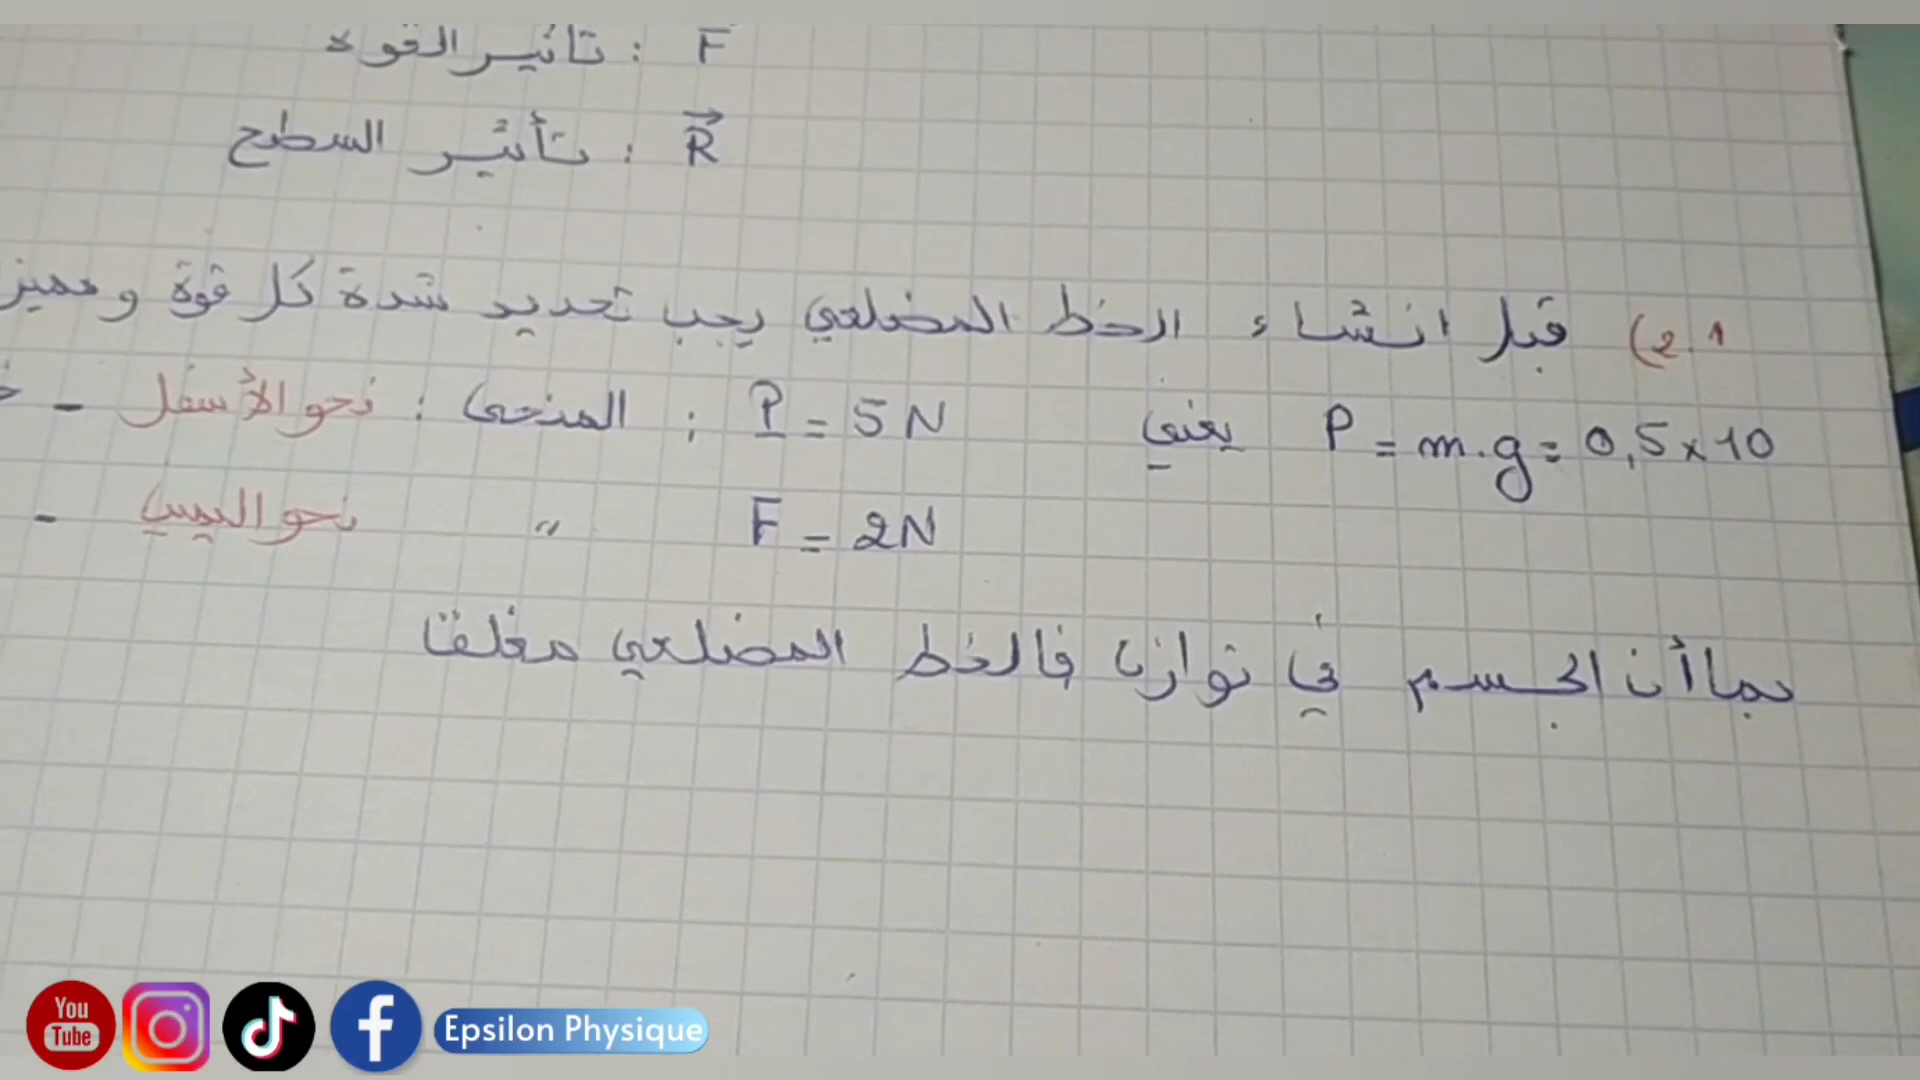 F : تأثير القوة
R : تأثير السطح
2.1) قبل انشاء الخط المضلعي يجب تحديد شدة كل قوة و
P = m.g = 0,5 x 10 يعني P = 5 N ; المنحى : نحو الأسفل -
F = 2N " نحو اليمين -
بما أن الجسم في توازن فالخط المضلعي مغلقا
You Tube
Epsilon Physique